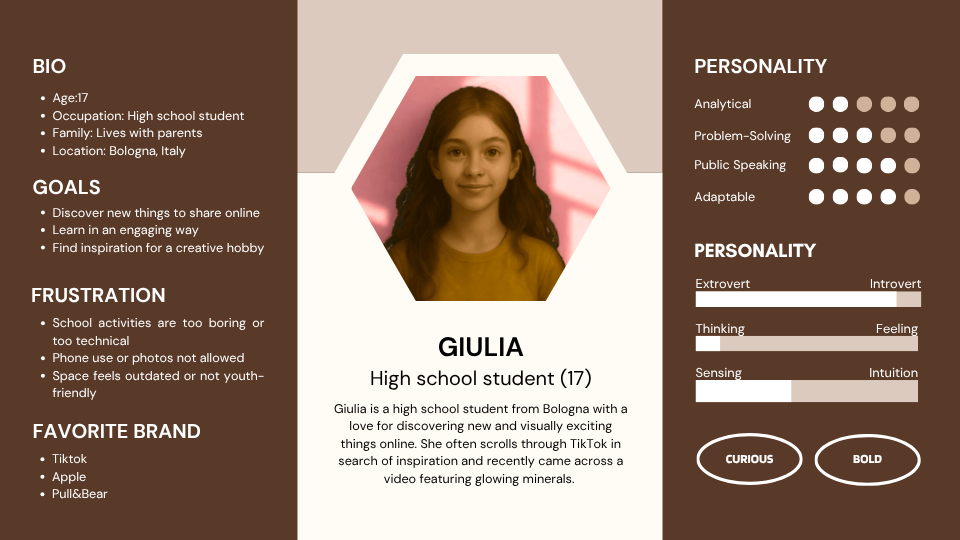 BIO
Age:17
Occupation: High school student
Family: Lives with parents
Location: Bologna, Italy
GOALS
Discover new things to share online
Learn in an engaging way
Find inspiration for a creative hobby
FRUSTRATION
School activities are too boring or
too technical
Phone use or photos not allowed
Space feels outdated or not youth-
friendly
FAVORITE BRAND
Tiktok
Apple
Pull&Bear
GIULIA
High school student (17)
Giulia is a high school student from Bologna with a
love for discovering new and visually exciting
things online. She often scrolls through TikTok in
search of inspiration and recently came across a
video featuring glowing minerals.
PERSONALITY
Analytical
Problem-Solving
Public Speaking
Adaptable
PERSONALITY
Extrovert Introvert
Thinking Feeling
Sensing Intuition
CURIOUS BOLD